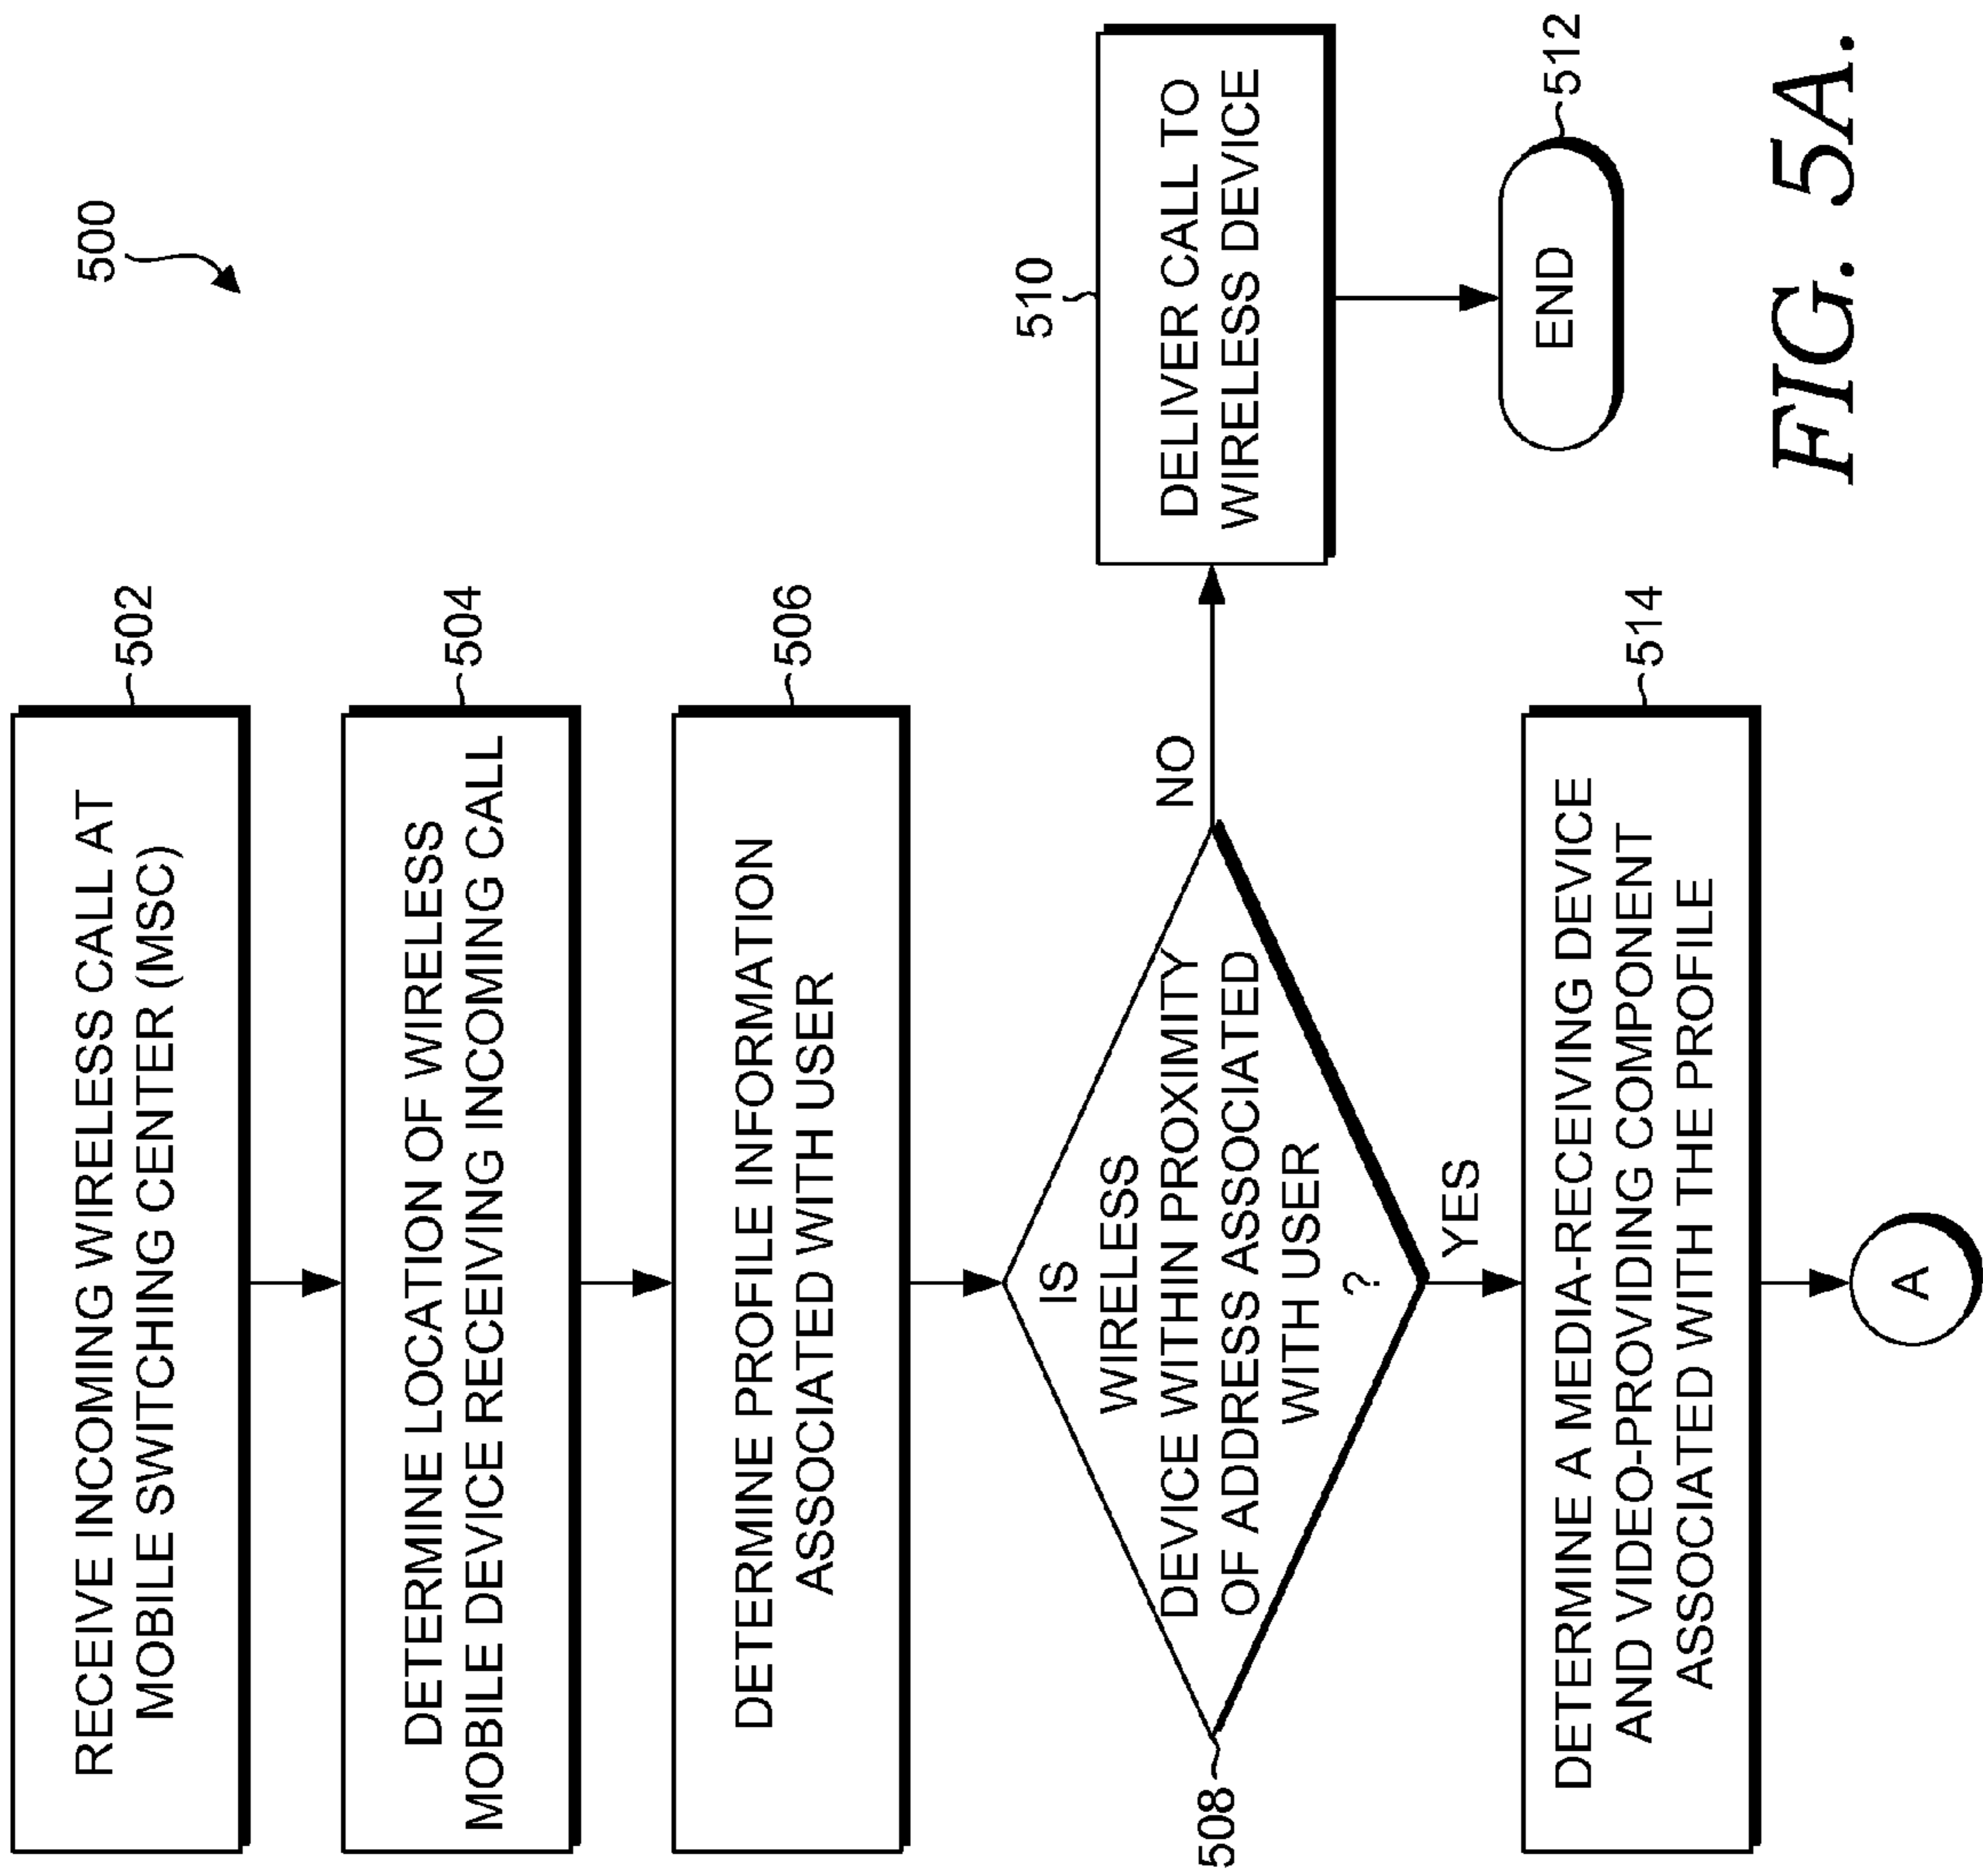 500
RECEIVE INCOMING WIRELESS CALL AT
MOBILE SWITCHING CENTER (MSC)
502
DETERMINE LOCATION OF WIRELESS
MOBILE DEVICE RECEIVING INCOMING CALL
504
DETERMINE PROFILE INFORMATION
ASSOCIATED WITH USER
506
IS
WIRELESS
DEVICE WITHIN PROXIMITY
OF ADDRESS ASSOCIATED
WITH USER
?
508
NO
510
DELIVER CALL TO
WIRELESS DEVICE
END
512
YES
DETERMINE A MEDIA-RECEIVING DEVICE
AND VIDEO-PROVIDING COMPONENT
ASSOCIATED WITH THE PROFILE
514
A
FIG. 5A.